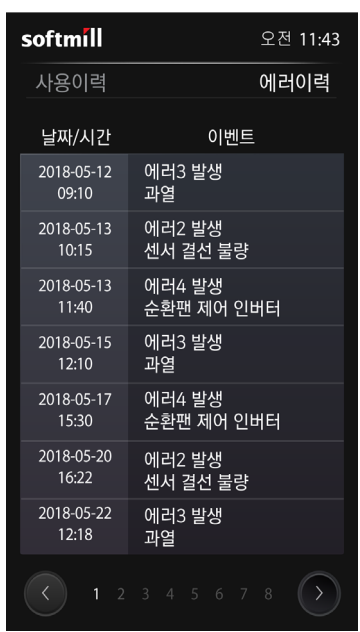 softmill 오전 11:43
사용이력 에러이력
날짜/시간 이벤트
2018-05-12 에러3 발생
09:10 과열
2018-05-13 에러2 발생
10:15 센서 결선 불량
2018-05-13 에러4 발생
11:40 순환팬 제어 인버터
2018-05-15 에러3 발생
12:10 과열
2018-05-17 에러4 발생
15:30 순환팬 제어 인버터
2018-05-20 에러2 발생
16:22 센서 결선 불량
2018-05-22 에러3 발생
12:18 과열
1 2 3 4 5 6 7 8